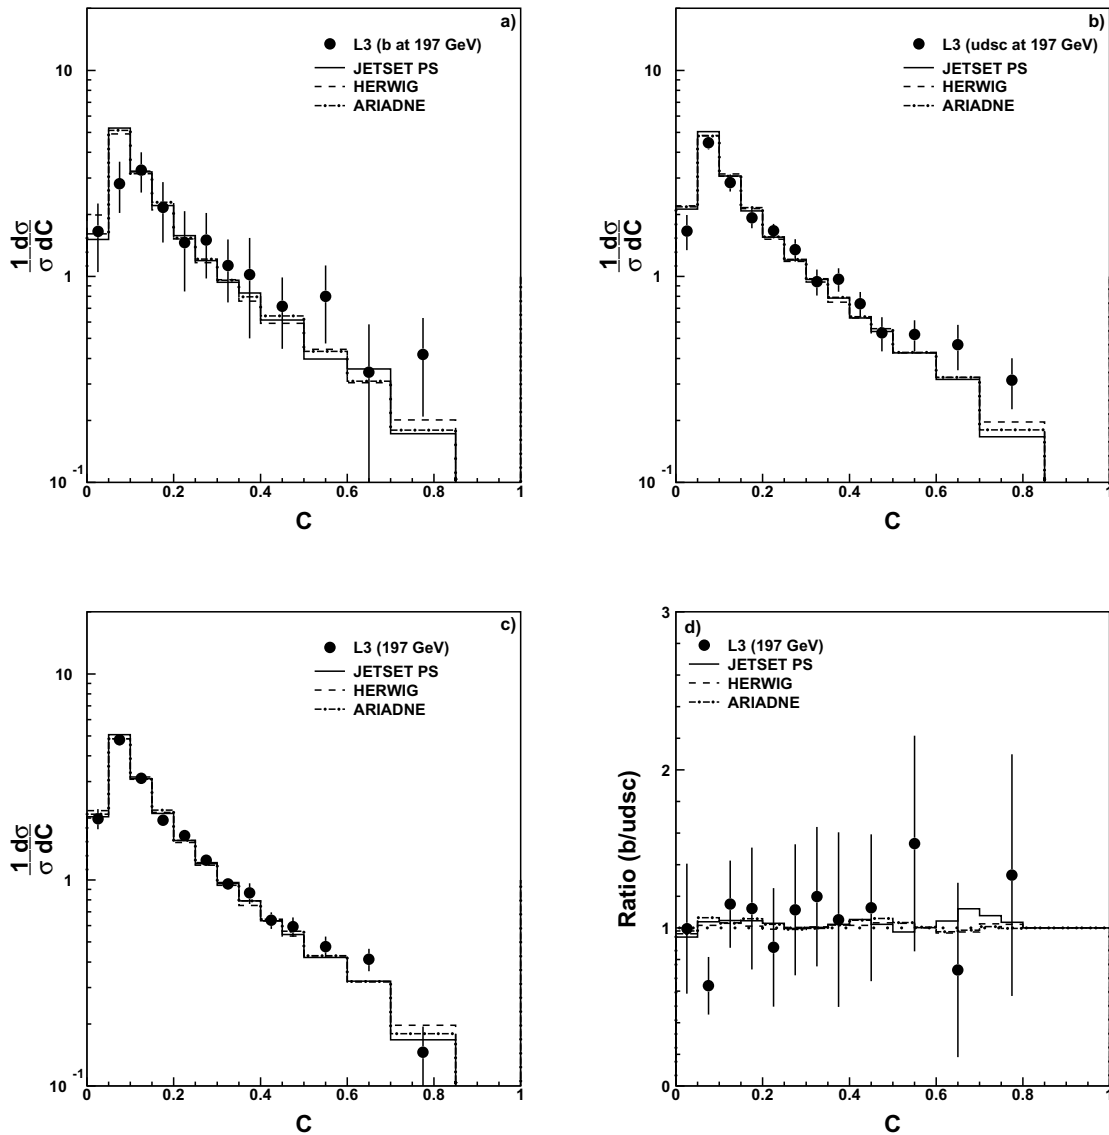 a)
L3 (b at 197 GeV)
JETSET PS
HERWIG
ARIADNE
10
1
10 -1
1 dσ
σ dC
0 0.2 0.4 0.6 0.8 1
C
b)
L3 (udsc at 197 GeV)
JETSET PS
HERWIG
ARIADNE
10
1
10 -1
1 dσ
σ dC
0 0.2 0.4 0.6 0.8 1
C
c)
L3 (197 GeV)
JETSET PS
HERWIG
ARIADNE
10
1
10 -1
1 dσ
σ dC
0 0.2 0.4 0.6 0.8 1
C
d)
L3 (197 GeV)
JETSET PS
HERWIG
ARIADNE
3
2
1
0
Ratio (b/udsc)
0 0.2 0.4 0.6 0.8 1
C